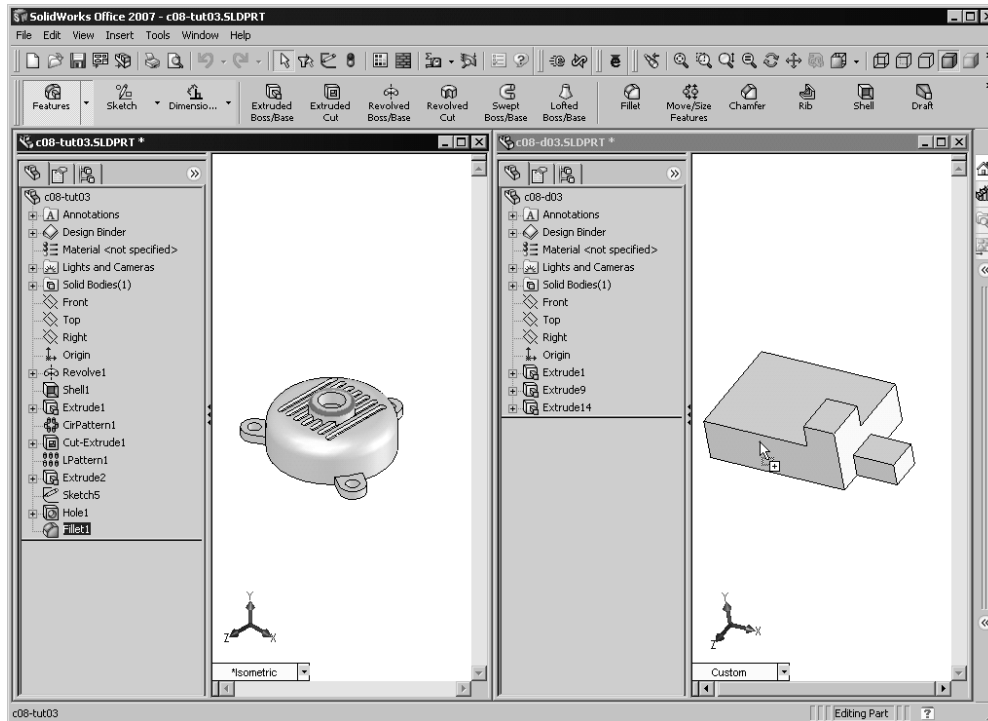 SolidWorks Office 2007 - c08-tut03.SLDPRT *
File Edit View Insert Tools Window Help
Features Sketch Dimensio... Extruded Boss/Base Extruded Cut Revolved Boss/Base Revolved Cut Swept Boss/Base Lofted Boss/Base Fillet Move/Size Features Chamfer Rib Shell Draft
c08-tut03.SLDPRT *
c08-tut03
Annotations
Design Binder
Material <not specified>
Lights and Cameras
Solid Bodies(1)
Front
Top
Right
Origin
Revolve1
Shell1
Extrude1
CirPattern1
Cut-Extrude1
LPattern1
Extrude2
Sketch5
Hole1
Fillet1
Y
Z
X
*Isometric
c08-d03.SLDPRT *
c08-d03
Annotations
Design Binder
Material <not specified>
Lights and Cameras
Solid Bodies(1)
Front
Top
Right
Origin
Extrude1
Extrude9
Extrude14
Y
Z
X
Custom
c08-tut03
Editing Part
?